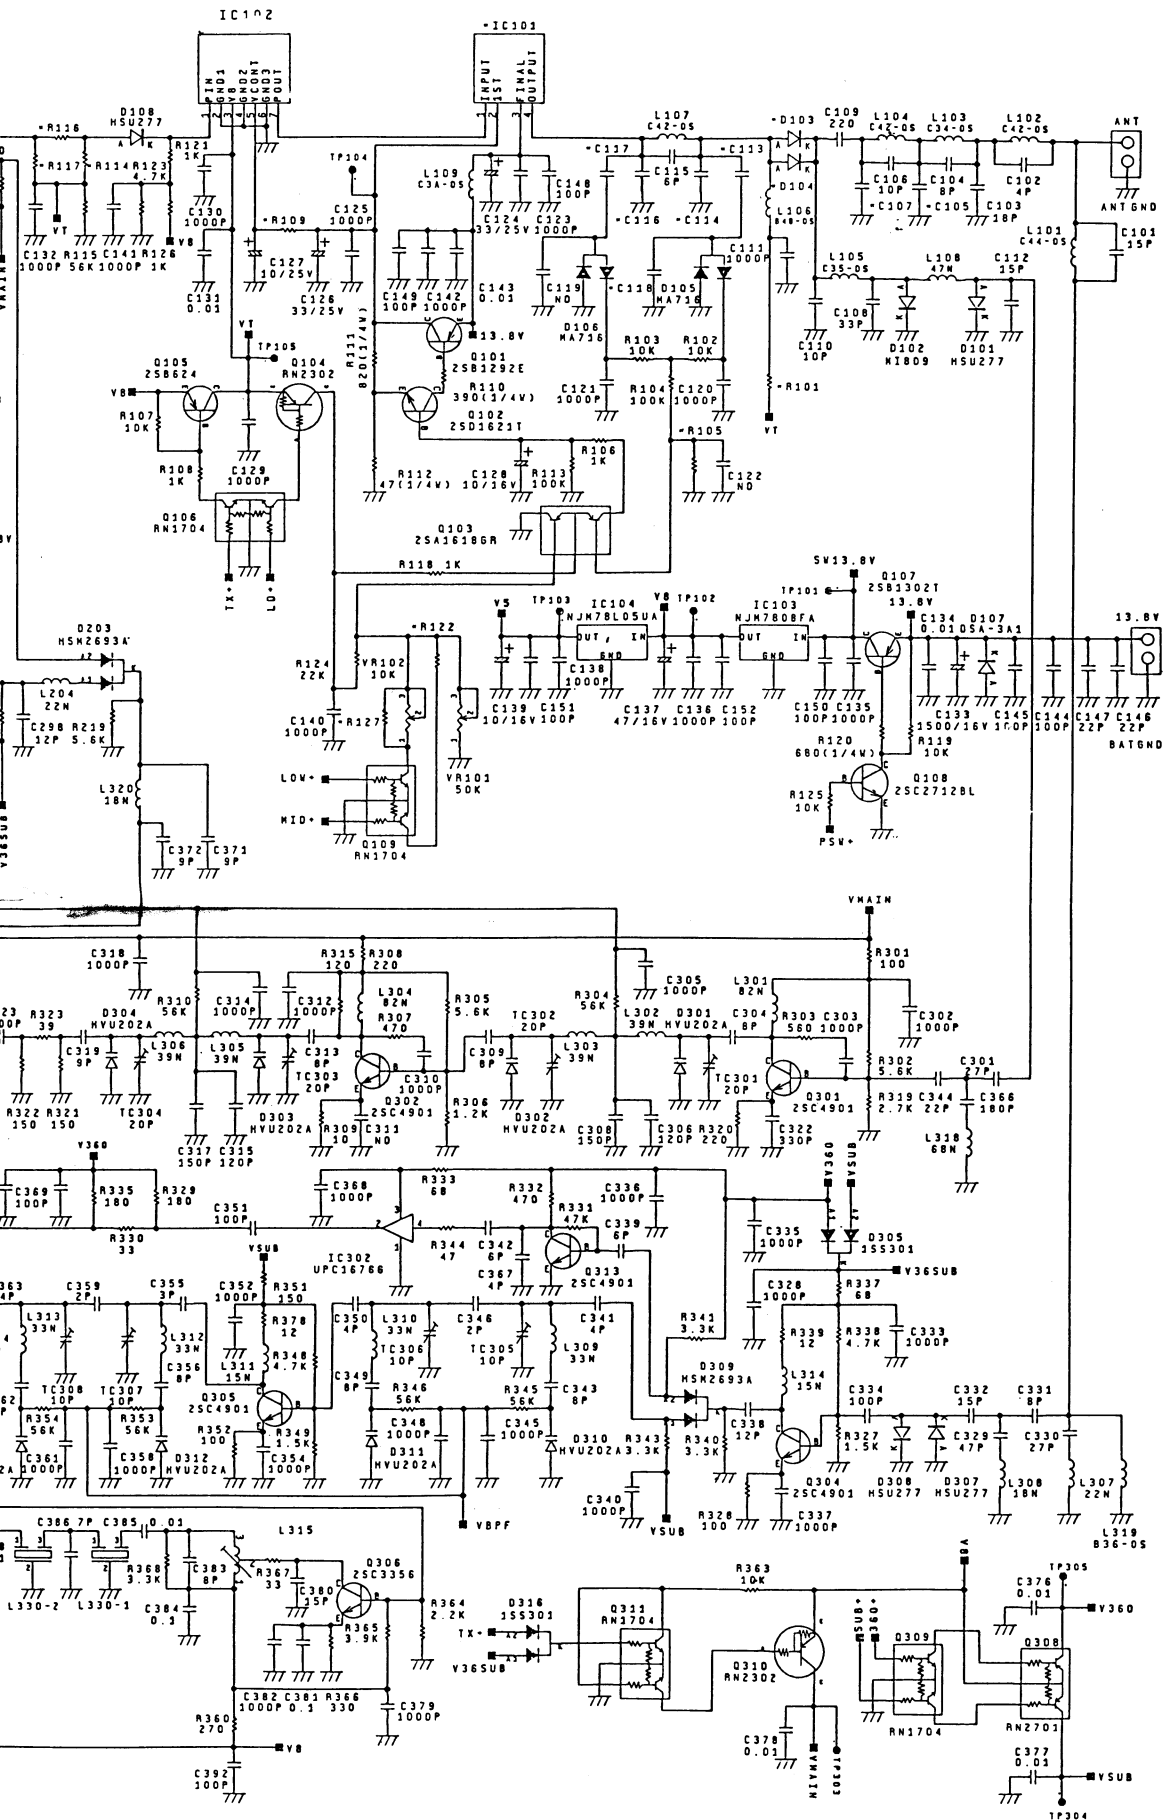 IC102
-IC101
PIN
GND1
VB
GND2
VCONT
GND3
POUT
INPUT
1ST
FINAL
OUTPUT
-R116
D108
HSU277
R121
1K
-R117
R114
R123
4.7K
C130
1000P
VT
C132
1000P
R115
56K
C141
1000P
R126
1K
V8
C131
0.01
-R109
C127
10/25V
C126
33/25V
C125
1000P
TP104
L109
C3A-0S
C124
33/25V
C123
1000P
C148
100P
C149
100P
C142
1000P
C143
0.01
L107
C42-0S
-C117
C115
6P
-C113
-C116
-C114
C119
NO
D106
MA716
-C118
D105
MA716
C111
1000P
-D103
-D104
L106
C109
220
L104
C42-0S
L103
C34-0S
L102
C42-0S
ANT
ANTGND
C106
10P
C104
8P
C102
4P
-C107
-C105
C103
18P
L101
C44-0S
C101
15P
L105
C35-0S
L108
47N
C112
15P
C110
10P
C108
33P
D102
MI809
D101
HSU277
13.8V
Q101
2SB1292E
R111
820(1/4W)
R110
390(1/4W)
Q102
2SD1621T
R103
10K
R102
10K
C121
1000P
R104
100K
C120
1000P
-R101
VT
-R105
C122
NO
VT
TP105
Q105
2SB624
Q104
RN2302
V8
R107
10K
R108
1K
C129
1000P
Q106
RN1704
TX+
LO+
R112
47(1/4W)
C128
10/16V
R113
100K
R106
1K
Q103
2SA1618GR
R118 1K
V5
TP103
IC104
NJM78L05UA
V8
TP102
IC103
NJM7808FA
OUT
IN
GND
OUT
IN
GND
SW13.8V
TP101
Q107
2SB1302T
13.8V
C134
0.01
D107
DSA-3A1
13.8V
BATGND
C139
10/16V
C151
100P
C138
1000P
C137
47/16V
C136
1000P
C152
100P
C150
100P
C135
1000P
C133
1500/16V
C145
100P
C144
100P
C147
22P
C146
22P
R120
680(1/4W)
R119
10K
Q108
2SC2712BL
R125
10K
PSW+
D203
HSM2693A
L204
22N
C298
12P
R219
5.6K
L320
18N
C372
9P
C371
9P
VMAIN
V36SUB
R124
22K
C140
1000P
VR102
10K
-R122
-R127
VR101
50K
LOW+
MID+
Q109
RN1704
C318
1000P
R315
120
R308
220
VMAIN
R301
100
R323
39
C319
9P
D304
HVU202A
R310
56K
C314
1000P
C312
1000P
L304
82N
R307
470
R305
5.6K
L306
39N
L305
39N
C313
8P
C310
1000P
C309
8P
TC302
20P
R304
56K
C305
1000P
L302
39N
D301
HVU202A
C304
8P
L301
82N
R303
560
C303
1000P
C302
1000P
R322
150
R321
150
TC304
20P
C317
150P
C315
120P
D303
HVU202A
TC303
20P
R309
10
Q302
2SC4901
C311
NO
R306
1.2K
D302
HVU202A
L303
39N
C308
150P
C306
120P
R320
220
TC301
20P
Q301
2SC4901
C322
330P
R302
5.6K
R319
2.7K
C344
22P
C301
27P
C366
180P
L318
68N
V360
C369
100P
R335
180
R329
180
R330
33
C351
100P
C368
1000P
R333
68
IC302
UPC1676G
R344
47
C342
6P
C367
4P
R332
470
R331
47K
Q313
2SC4901
C339
6P
C336
1000P
V360
VSUB
C335
1000P
D305
1SS301
V36SUB
VSUB
C359
2P
C355
3P
C352
1000P
R351
150
R378
12
C350
4P
L310
33N
C346
2P
C341
4P
R341
3.3K
C328
1000P
R339
12
R337
68
R338
4.7K
C333
1000P
L313
33N
L312
33N
L311
15N
R348
4.7K
TC306
10P
TC305
10P
L309
33N
D309
HSM2693A
L314
15N
TC308
10P
TC307
10P
C356
8P
Q305
2SC4901
C349
8P
R346
56K
R345
56K
C343
8P
C338
12P
C334
100P
C332
15P
C331
8P
R354
56K
R353
56K
C361
1000P
C358
1000P
D312
HVU202A
R352
100
R349
1.5K
C354
1000P
C348
1000P
D311
HVU202A
C345
1000P
D310
HVU202A
R343
3.3K
R340
3.3K
Q304
2SC4901
R327
1.5K
C329
47P
C330
27P
D308
HSU277
D307
HSU277
L308
18N
L307
22N
L319
B36-0S
C340
1000P
VSUB
R328
100
C337
1000P
VBPF
C386 7P
C385 0.01
L315
L330-2
L330-1
R368
3.3K
C383
8P
C384
0.1
R367
33
C380
15P
Q306
2SC3356
R365
3.9K
R364
2.2K
C382
1000P
C381
0.1
R366
330
C379
1000P
R360
270
V8
C392
100P
D316
1SS301
TX+
V36SUB
Q311
RN1704
R363
10K
Q310
RN2302
C378
0.01
VMAIN
TP303
V8
SUB+
360+
Q309
RN1704
Q308
RN2701
C376
0.01
TP305
V360
C377
0.01
VSUB
TP304